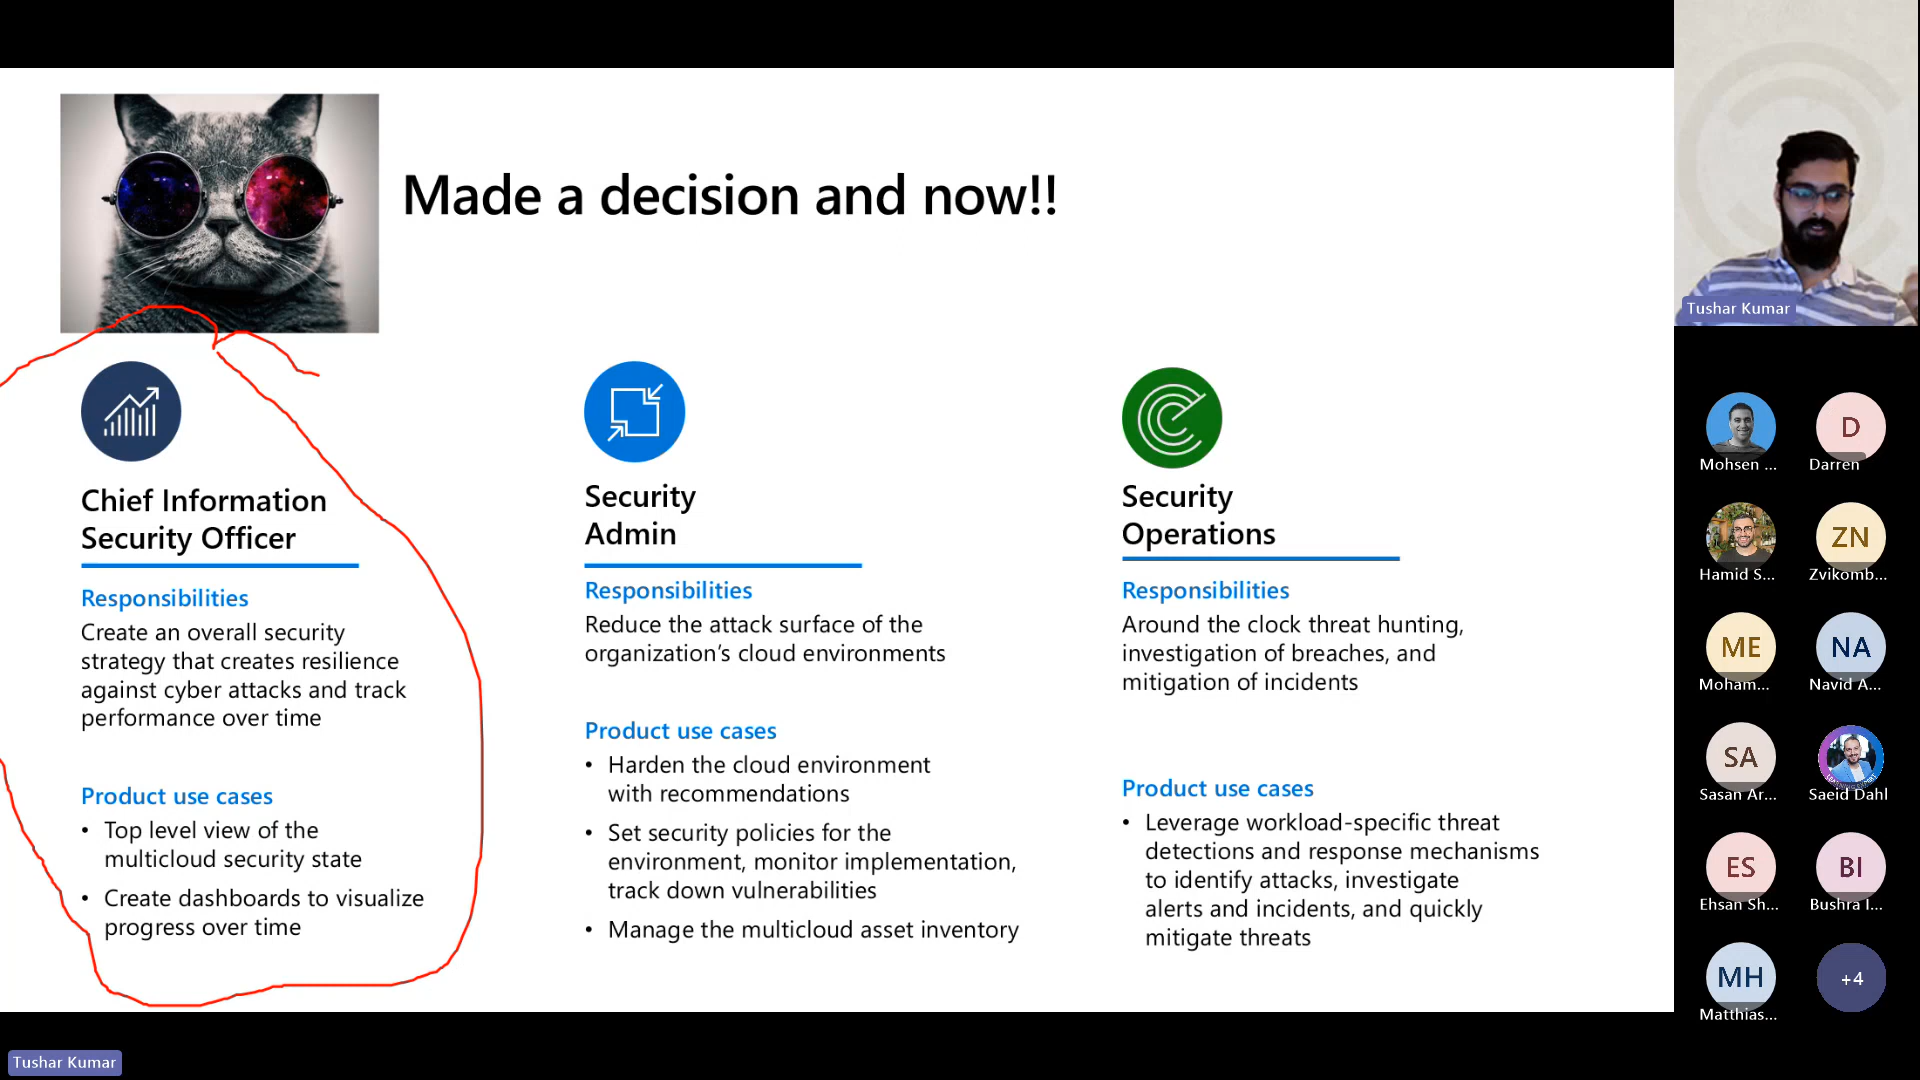 Made a decision and now!!
Chief Information
Security Officer
Responsibilities
Create an overall security
strategy that creates resilience
against cyber attacks and track
performance over time
Product use cases
• Top level view of the
multicloud security state
• Create dashboards to visualize
progress over time
Security
Admin
Responsibilities
Reduce the attack surface of the
organization's cloud environments
Product use cases
• Harden the cloud environment
with recommendations
• Set security policies for the
environment, monitor implementation,
track down vulnerabilities
• Manage the multicloud asset inventory
Security
Operations
Responsibilities
Around the clock threat hunting,
investigation of breaches, and
mitigation of incidents
Product use cases
• Leverage workload-specific threat
detections and response mechanisms
to identify attacks, investigate
alerts and incidents, and quickly
mitigate threats
Tushar Kumar
Mohsen ...
D
Darren
Hamid S...
ZN
Zvikomb...
ME
Moham...
NA
Navid A...
SA
Sasan Ar...
Saeid Dahl
ES
Ehsan Sh...
BI
Bushra I...
MH
Matthias...
+4
Tushar Kumar